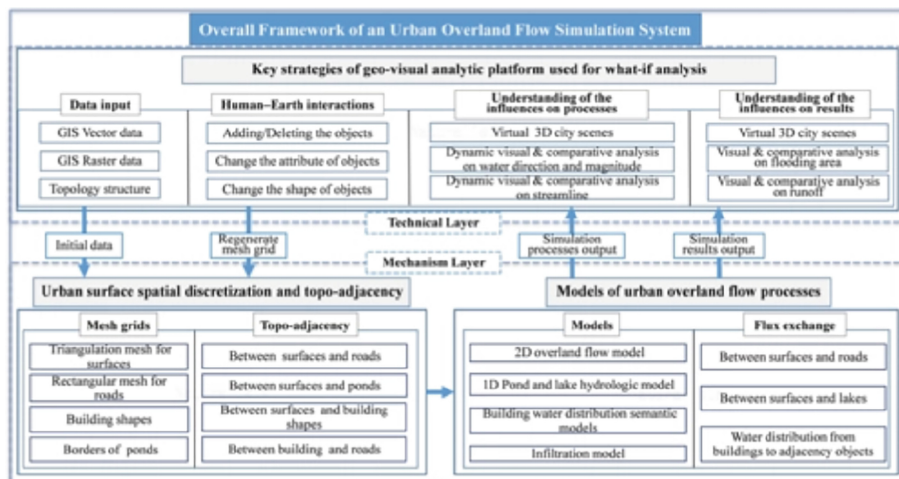 Overall Framework of an Urban Overland Flow Simulation System
Key strategies of geo-visual analytic platform used for what-if analysis
Data input
GIS Vector data
GIS Raster data
Topology structure
Human–Earth interactions
Adding/Deleting the objects
Change the attribute of objects
Change the shape of objects
Understanding of the
influences on processes
Virtual 3D city scenes
Dynamic visual & comparative analysis
on water direction and magnitude
Dynamic visual & comparative analysis
on streamline
Understanding of the
influences on results
Virtual 3D city scenes
Visual & comparative analysis
on flooding area
Visual & comparative analysis
on runoff
Technical Layer
Initial data
Regenerate
mesh grid
Simulation
processes output
Simulation
results output
Mechanism Layer
Urban surface spatial discretization and topo-adjacency
Mesh grids
Triangulation mesh for
surfaces
Rectangular mesh for
roads
Building shapes
Borders of ponds
Topo-adjacency
Between surfaces and roads
Between surfaces and ponds
Between surfaces and building
shapes
Between building and roads
Models of urban overland flow processes
Models
2D overland flow model
1D Pond and lake hydrologic model
Building water distribution semantic
models
Infiltration model
Flux exchange
Between surfaces and roads
Between surfaces and lakes
Water distribution from
buildings to adjacency objects